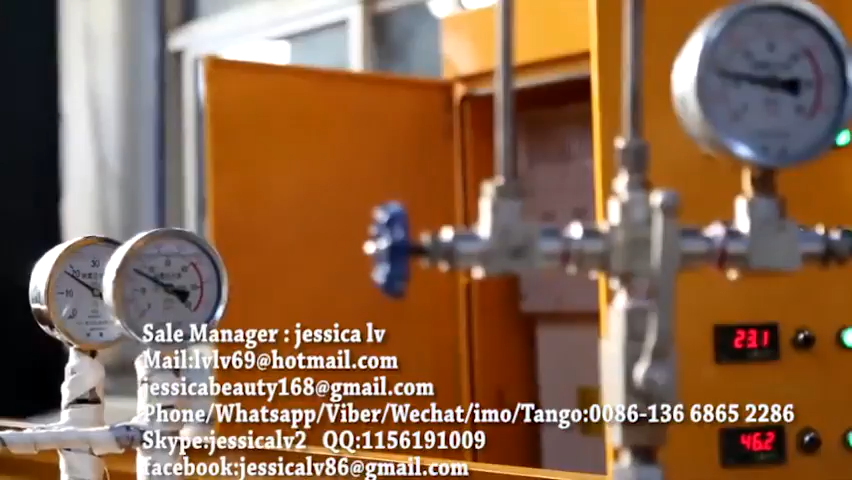 23.1
Sale Manager : jessica lv
Mail:lvlv69@hotmail.com
jessicabeauty168@gmail.com
Phone/Whatsapp/Viber/Wechat/imo/Tango:0086-136 6865 2286
Skype:jessicalv2 QQ:1156191009
46.2
facebook:jessicalv86@gmail.com